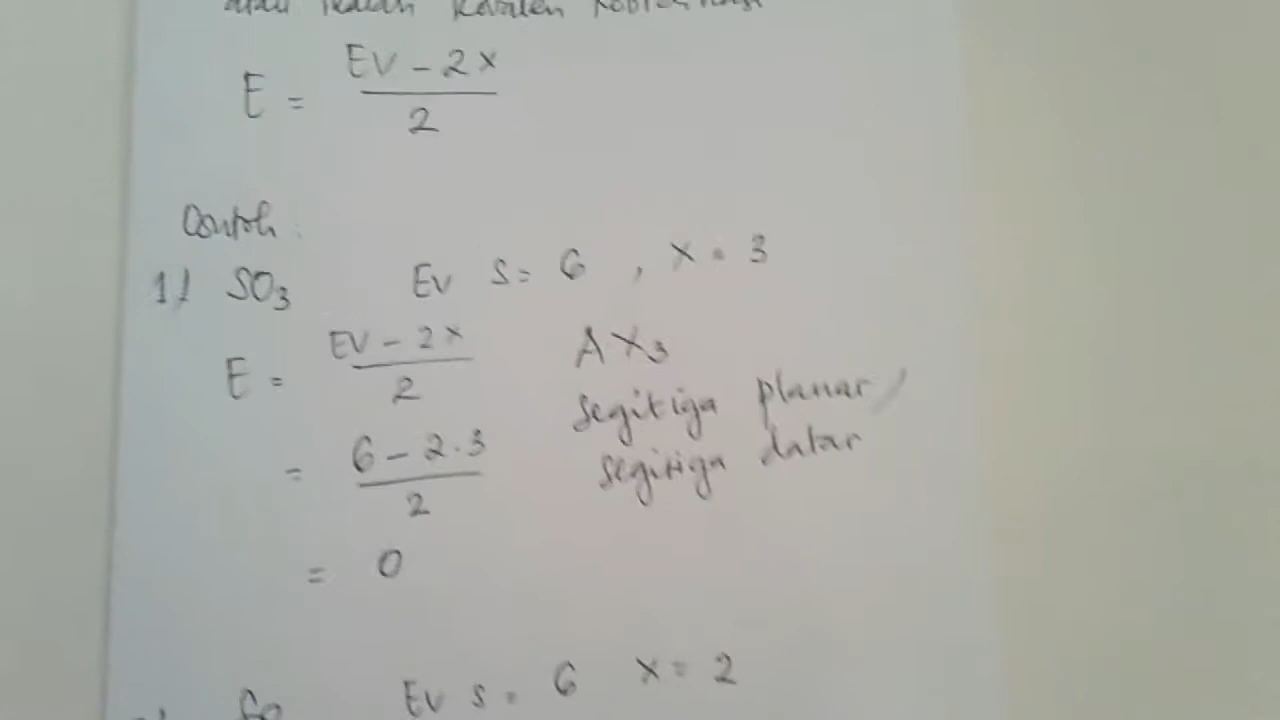 E = EV - 2x / 2
Contoh :
1) SO3 EV S = 6 , x = 3
E = EV - 2x / 2 AX3
segitiga planar /
= 6 - 2.3 / 2 segitiga datar
= 0
EV S = 6 x = 2